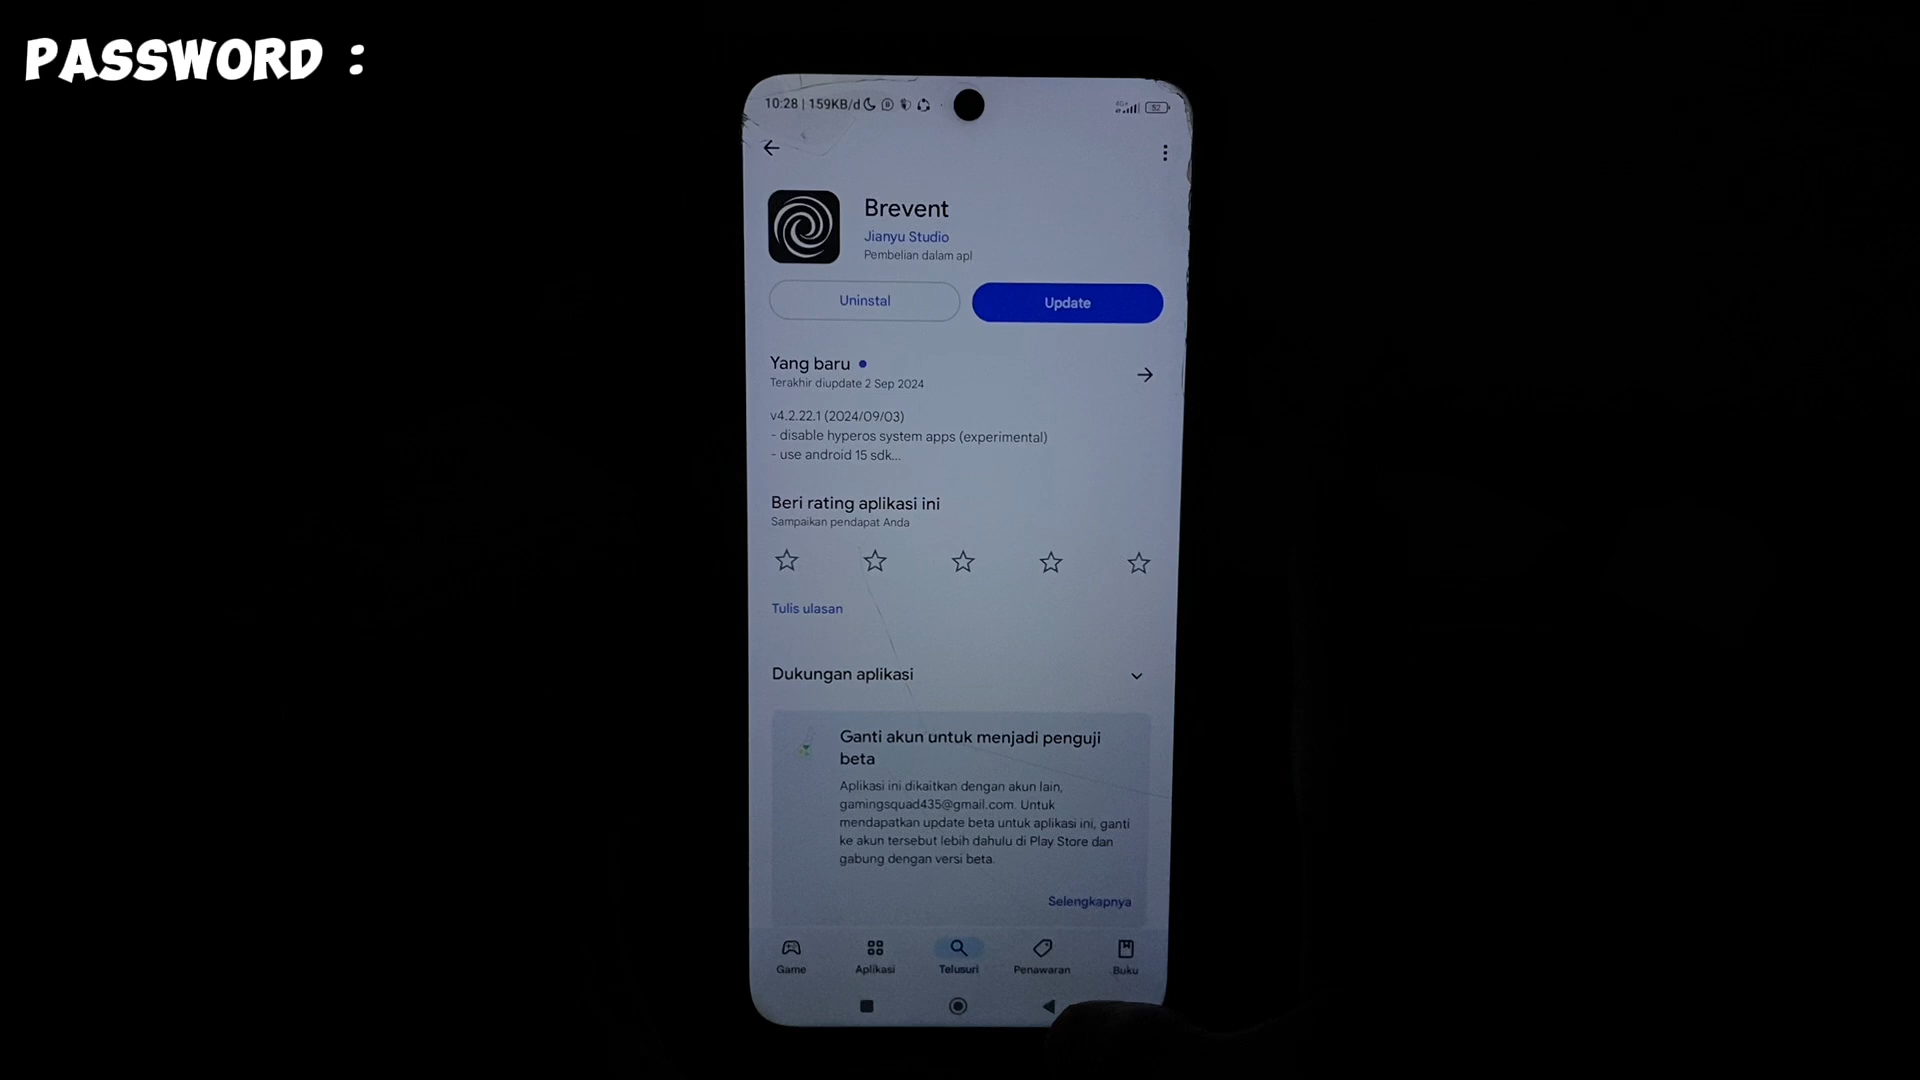 PASSWORD :
10:28 | 159KB/d
4G+
52
Brevent
Jianyu Studio
Pembelian dalam apl
Uninstal
Update
Yang baru
Terakhir diupdate 2 Sep 2024
v4.2.22.1 (2024/09/03)
- disable hyperos system apps (experimental)
- use android 15 sdk...
Beri rating aplikasi ini
Sampaikan pendapat Anda
Tulis ulasan
Dukungan aplikasi
Ganti akun untuk menjadi penguji
beta
Aplikasi ini dikaitkan dengan akun lain,
gamingsquad435@gmail.com. Untuk
mendapatkan update beta untuk aplikasi ini, ganti
ke akun tersebut lebih dahulu di Play Store dan
gabung dengan versi beta.
Selengkapnya
Game
Aplikasi
Telusuri
Penawaran
Buku